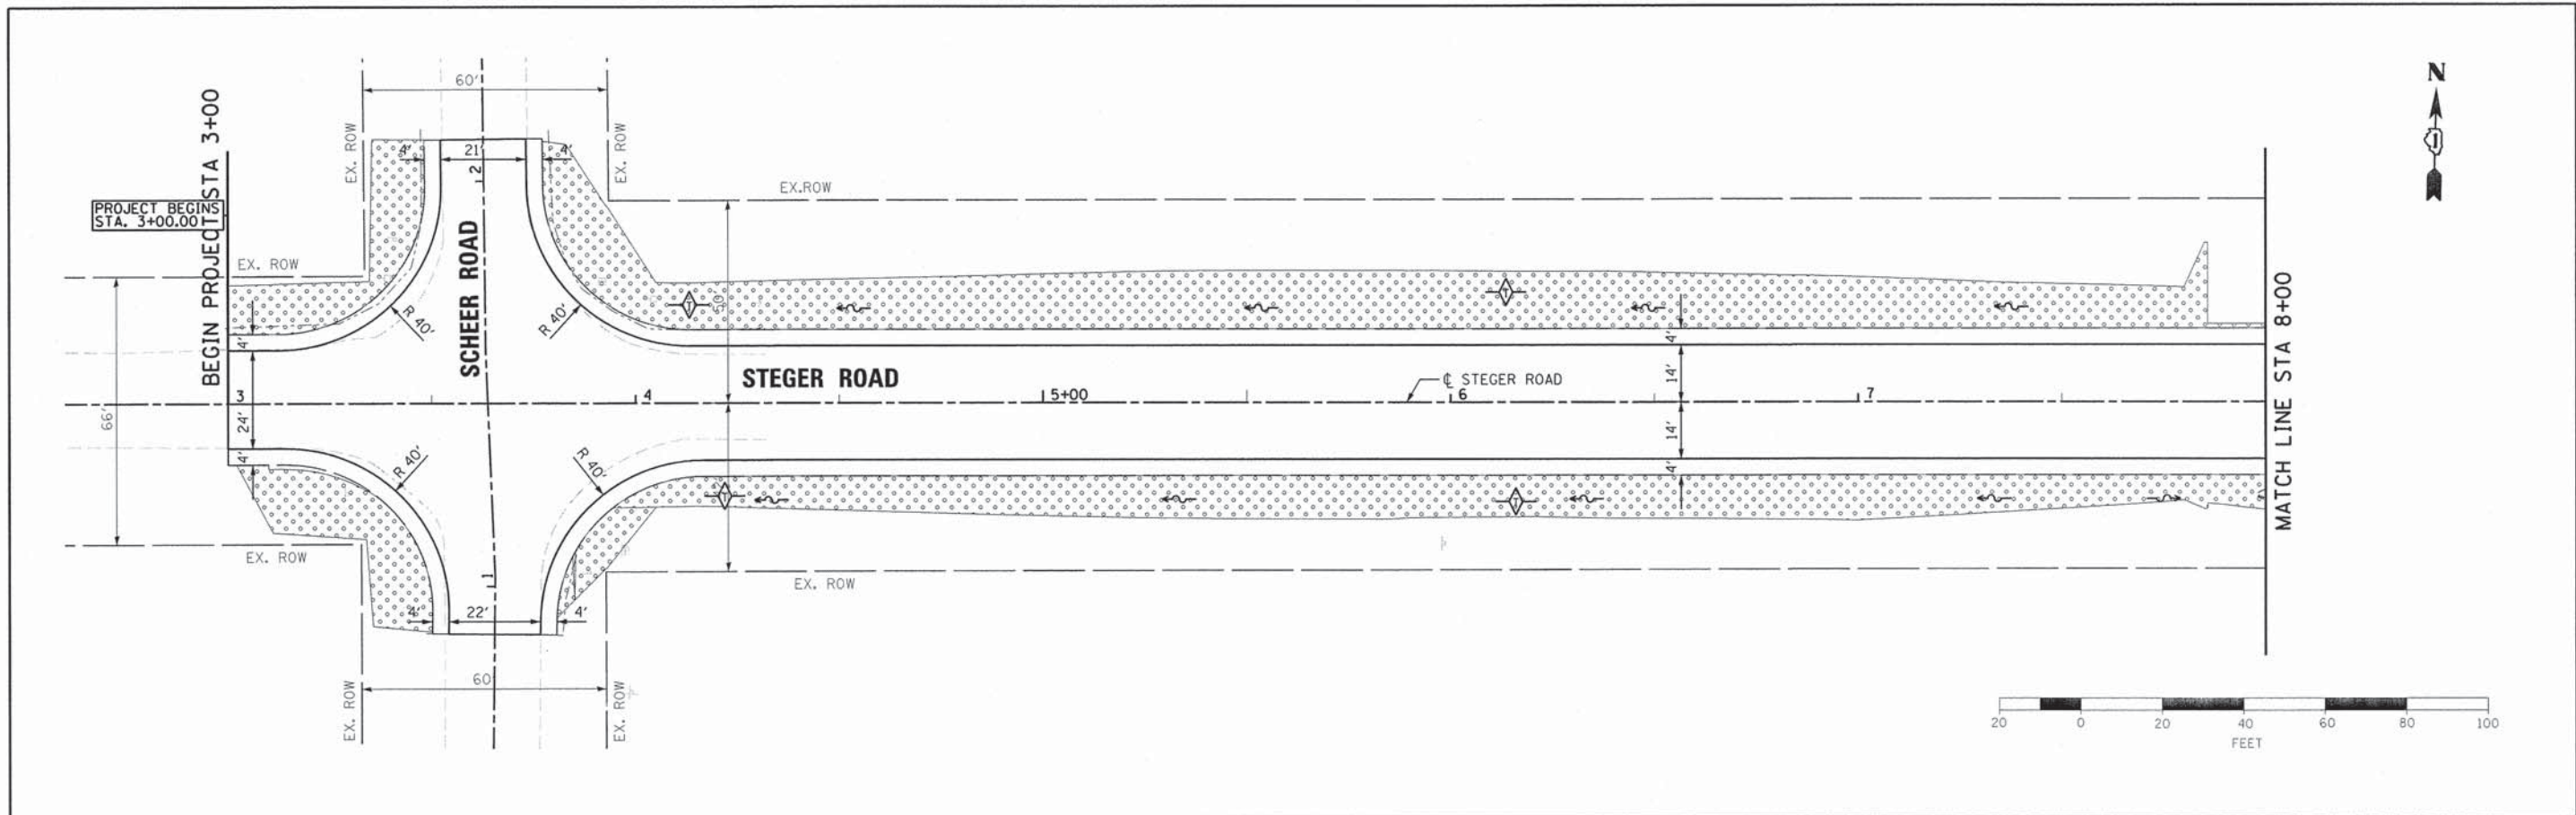 60'
N
BEGIN PROJECT STA 3+00
EX. ROW
EX. ROW
4'
21'
4'
2
EX.ROW
PROJECT BEGINS
STA. 3+00.00
EX. ROW
SCHEER ROAD
R 40'
R 40'
50'
4'
4'
STEGER ROAD
℄ STEGER ROAD
14'
3
4
5+00
6
7
66'
24'
14'
MATCH LINE STA 8+00
4'
R 40'
R 40'
4'
EX. ROW
1
EX. ROW
4'
22'
4'
60'
EX. ROW
EX. ROW
20 0 20 40 60 80 100
FEET
T
T
T
T